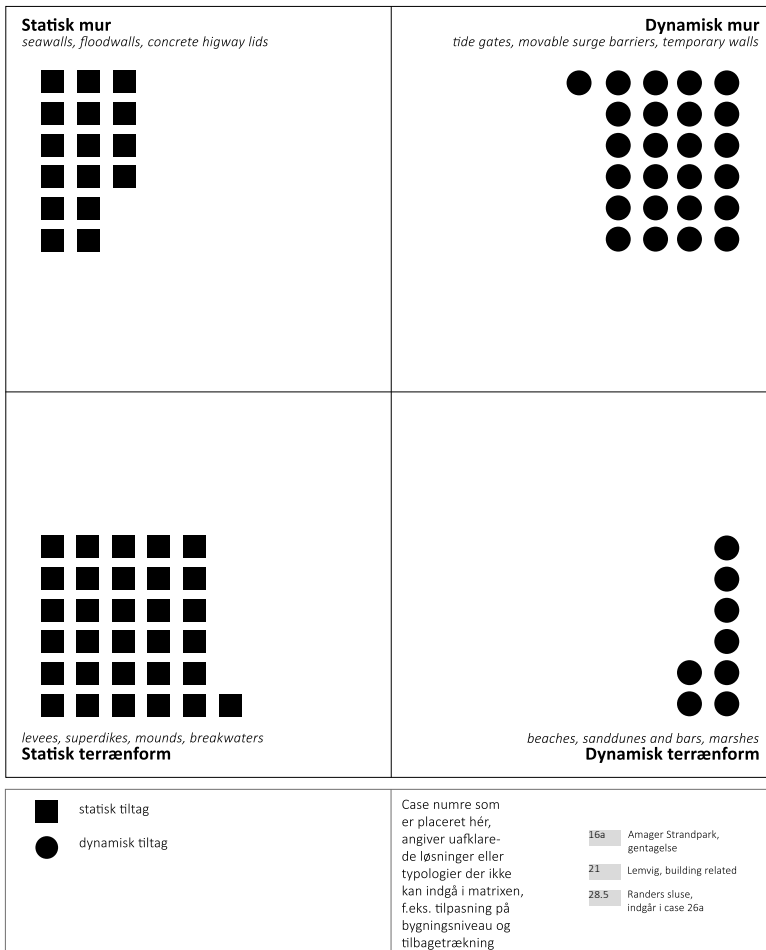 Statisk mur
seawalls, floodwalls, concrete higway lids
Dynamisk mur
tide gates, movable surge barriers, temporary walls
levees, superdikes, mounds, breakwaters
Statisk terrænform
beaches, sanddunes and bars, marshes
Dynamisk terrænform
statisk tiltag
dynamisk tiltag
Case numre som
er placeret hér,
angiver uafklare-
de løsninger eller
typologier der ikke
kan indgå i matrixen,
f.eks. tilpasning på
bygningsniveau og
tilbagetrækning
16a Amager Strandpark,
gentagelse
21 Lemvig, building related
28.5 Randers sluse,
indgår i case 26a